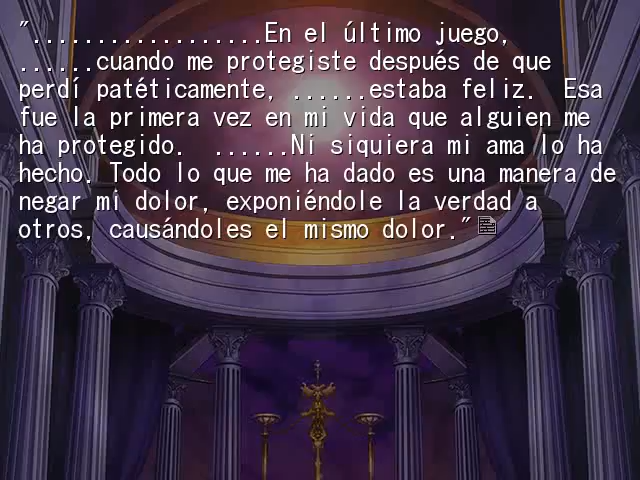 "..................En el último juego,
......cuando me protegiste después de que
perdí patéticamente, ......estaba feliz.  Esa
fue la primera vez en mi vida que alguien me
ha protegido.  ......Ni siquiera mi ama lo ha
hecho. Todo lo que me ha dado es una manera de
negar mi dolor, exponiéndole la verdad a
otros, causándoles el mismo dolor."